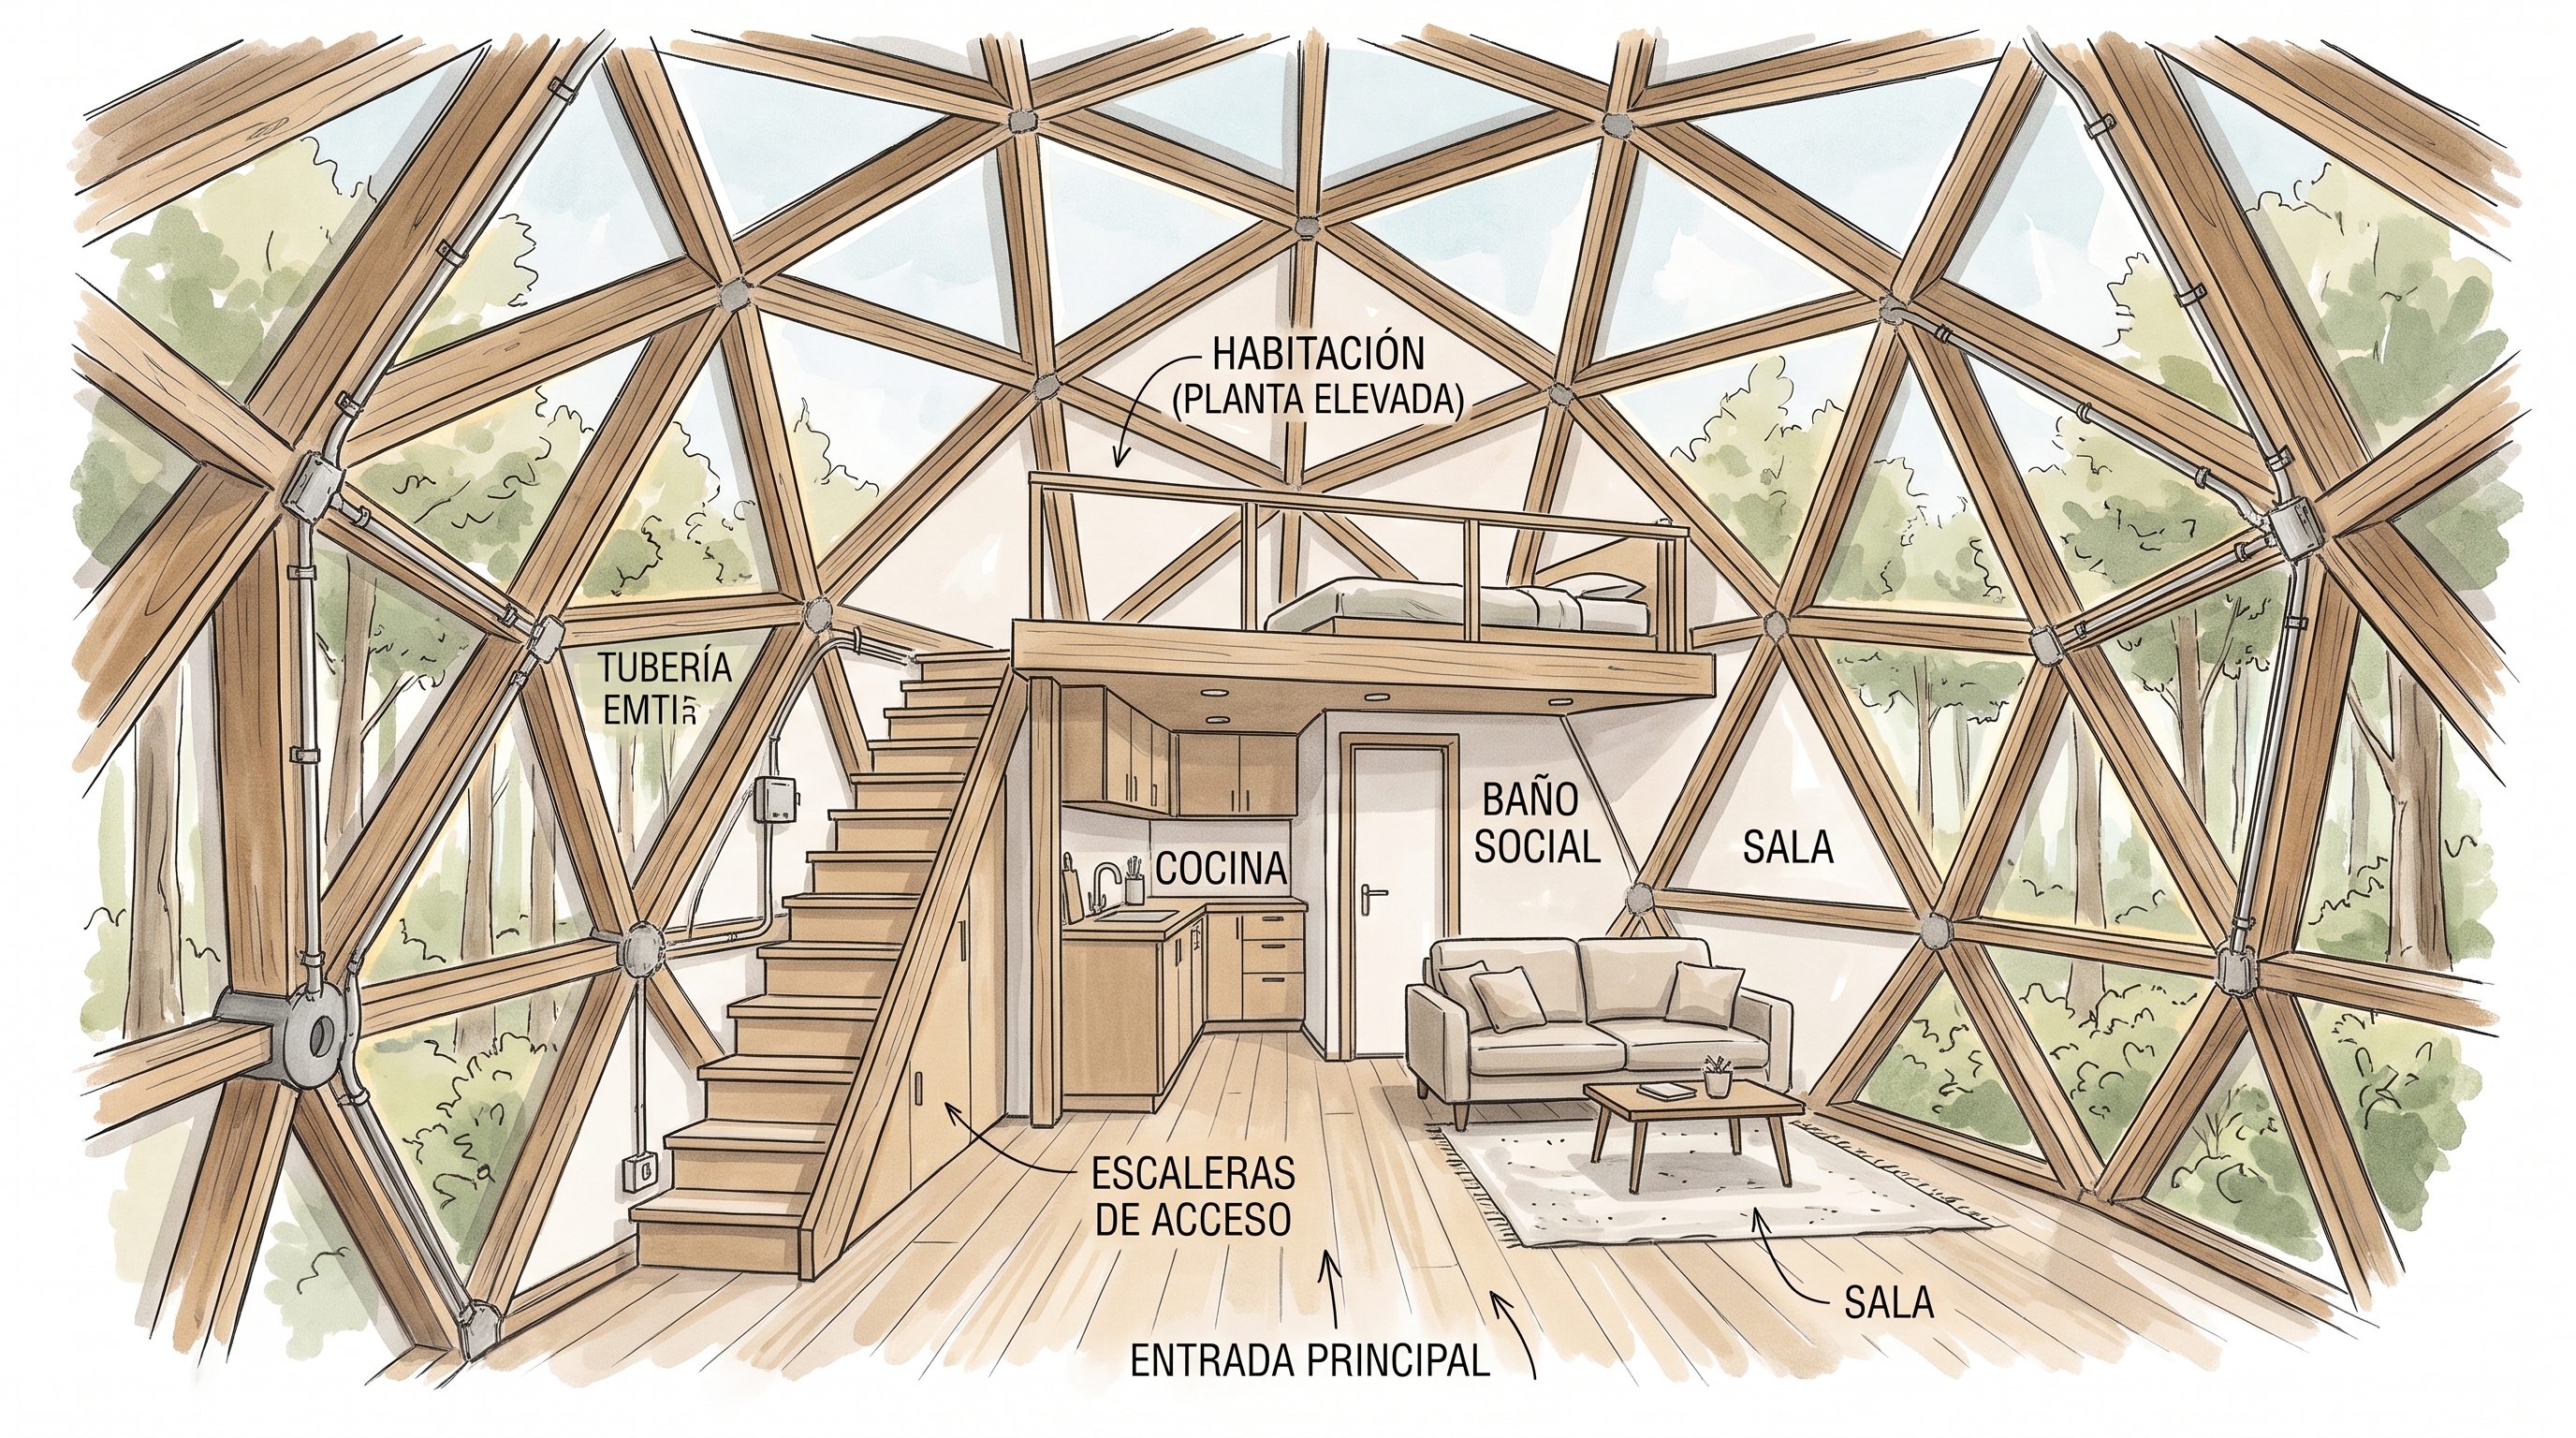 HABITACIÓN
(PLANTA ELEVADA)
TUBERÍA
BAÑO
SOCIAL
SALA
COCINA
ESCALERAS
DE ACCESO
SALA
ENTRADA PRINCIPAL